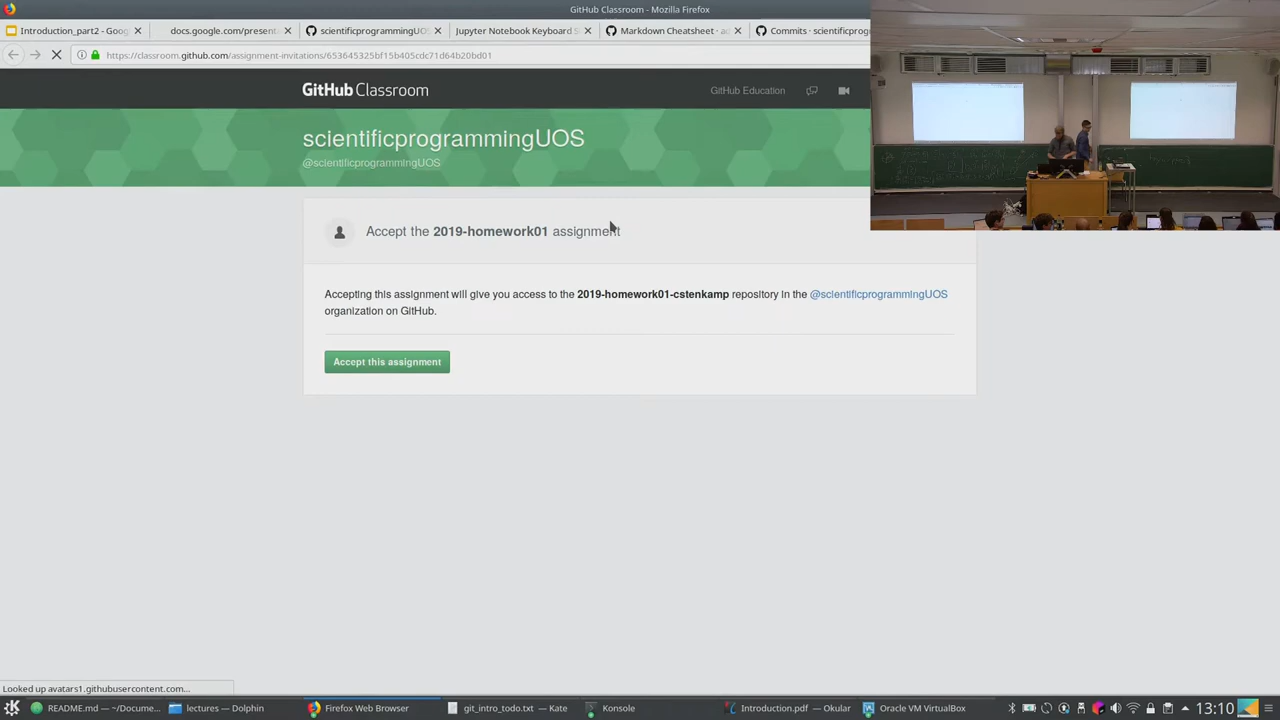 GitHub Classroom - Mozilla Firefox
Introduction_part2 - Goog
docs.google.com/present
scientificprogrammingUO
Jupyter Notebook Keyboard S
Markdown Cheatsheet · a
Commits · scientificprog
https://classroom.github.com/assignment-invitations/653645325bf15b405cdc71d64b20bd01
GitHub Classroom
GitHub Education
scientificprogrammingUOS
@scientificprogrammingUOS
Accept the 2019-homework01 assignment
Accepting this assignment will give you access to the 2019-homework01-cstenkamp repository in the @scientificprogrammingUOS
organization on GitHub.
Accept this assignment
Looked up avatars1.githubusercontent.com...
README.md — ~/Docume...
lectures — Dolphin
Firefox Web Browser
git_intro_todo.txt — Kate
Konsole
Introduction.pdf — Okular
Oracle VM VirtualBox
13:10